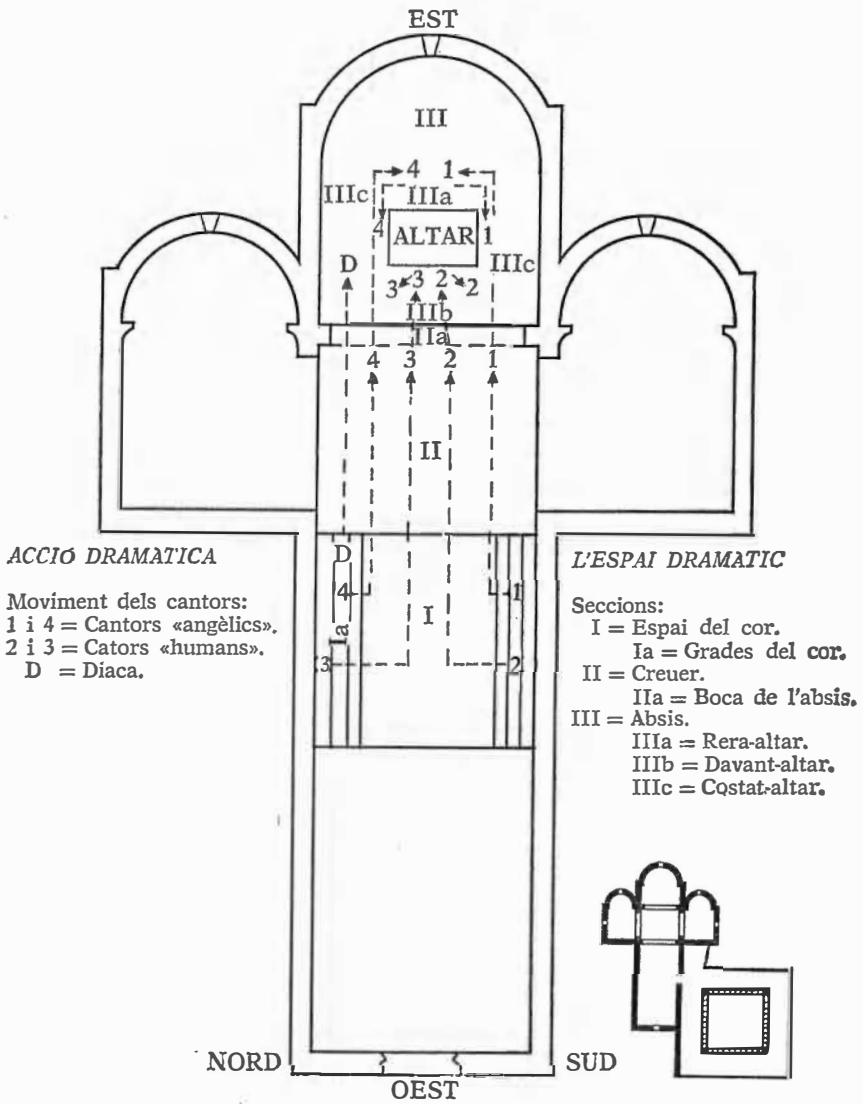 EST
III
4 1
IIIc IIIa
4 ALTAR 1
D IIIc
3 3 2 2
IIIb
IIa
4 3 2 1
II
ACCIÓ DRAMATICA
Moviment dels cantors:
1 i 4 = Cantors «angèlics».
2 i 3 = Cators «humans».
D = Diaca.
D
4 1
I
Ia
3 2
L'ESPAI DRAMATIC
Seccions:
I = Espai del cor.
Ia = Grades del cor.
II = Creuer.
IIa = Boca de l'absis.
III = Absis.
IIIa = Rera-altar.
IIIb = Davant-altar.
IIIc = Costat-altar.
NORD SUD
OEST